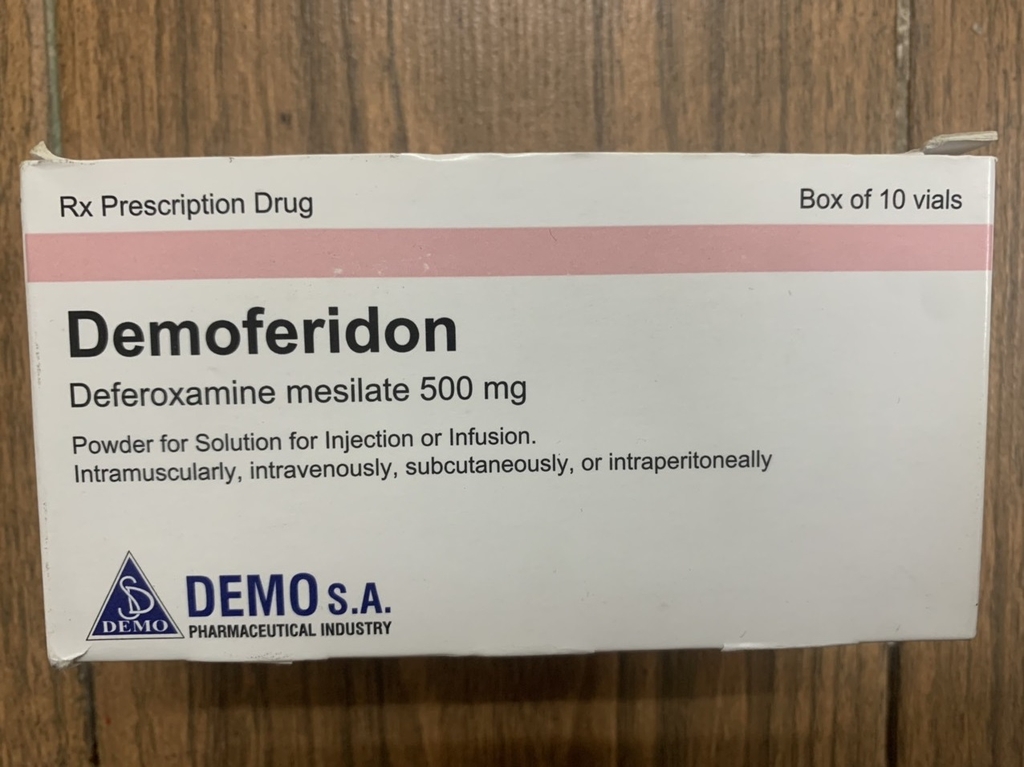 Rx Prescription Drug
Box of 10 vials
Demoferidon
Deferoxamine mesilate 500 mg
Powder for Solution for Injection or Infusion.
Intramuscularly, intravenously, subcutaneously, or intraperitoneally
SD
DEMO
DEMO S.A.
PHARMACEUTICAL INDUSTRY